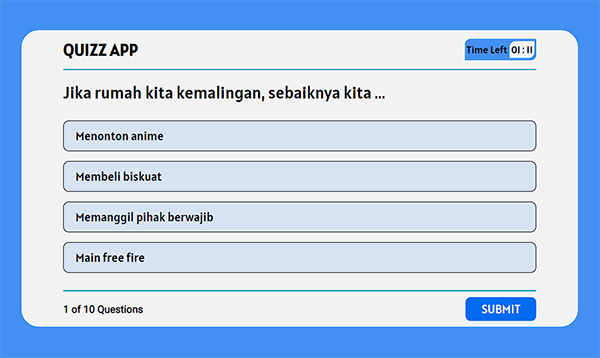 QUIZZ APP
Time Left 01 : 11
Jika rumah kita kemalingan, sebaiknya kita ...
Menonton anime
Membeli biskuat
Memanggil pihak berwajib
Main free fire
1 of 10 Questions
SUBMIT